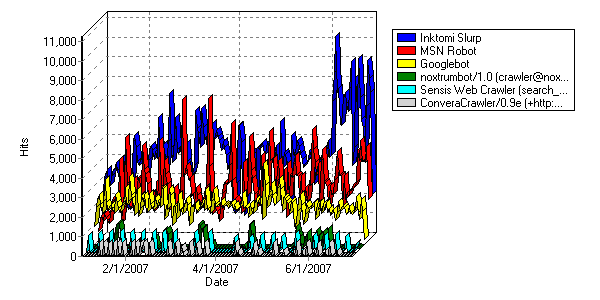 11,000
10,000
9,000
8,000
7,000
6,000
5,000
4,000
3,000
2,000
1,000
0
Hits
2/1/2007
4/1/2007
6/1/2007
Date
Inktomi Slurp
MSN Robot
Googlebot
noxtrumbot/1.0 (crawler@nox...
Sensis Web Crawler (search_...
ConveraCrawler/0.9e (+http:...